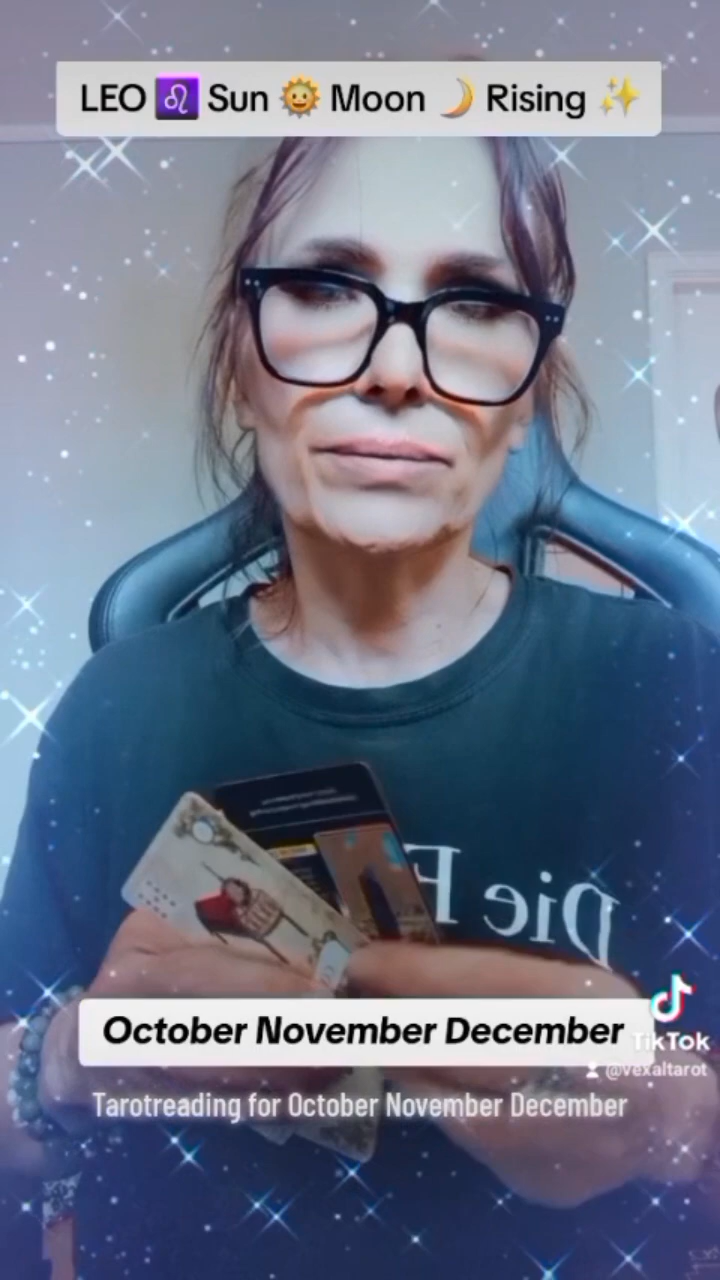 LEO ♌ Sun 🌞 Moon 🌙 Rising ✨
Die F
October November December
TikTok
@vexaltarot
Tarotreading for October November December